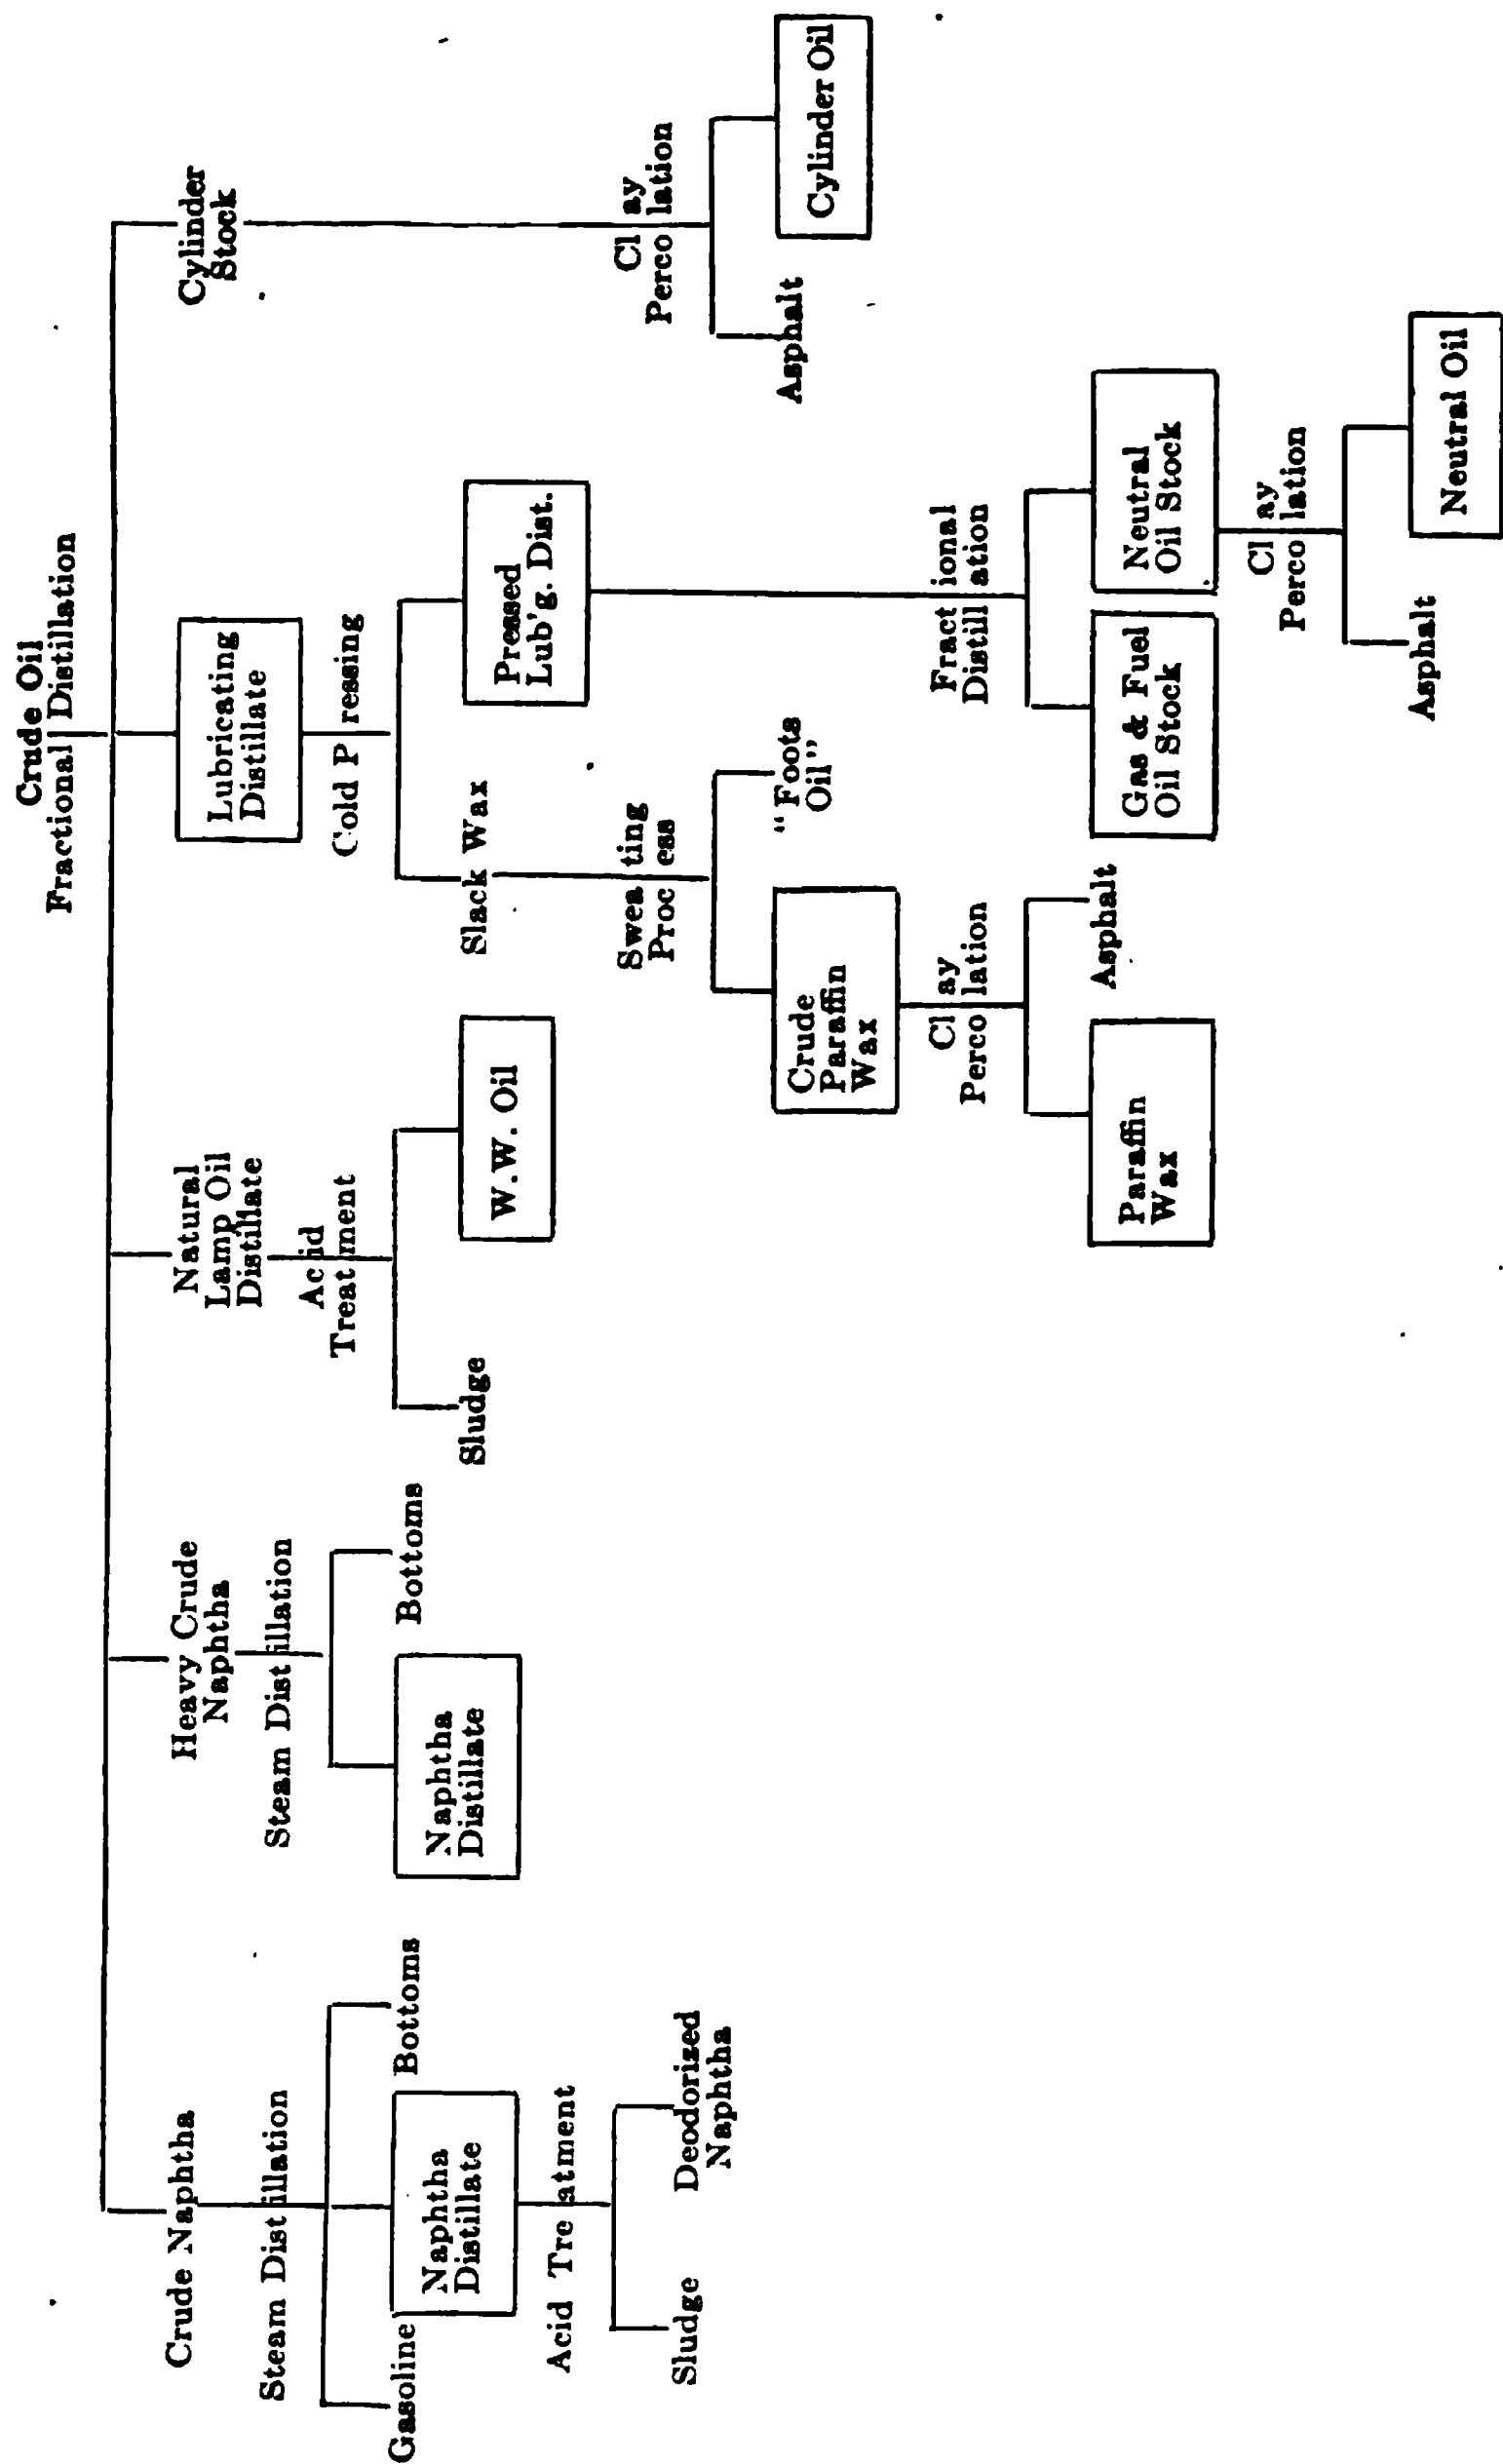 Crude Oil
Fractional Distillation
Crude Naphtha
Heavy Crude
Naphtha
Natural
Lamp Oil
Distillate
Lubricating
Distillate
Cylinder
Stock
Steam Distillation
Steam Distillation
Acid
Treatment
Cold Pressing
Gasoline
Naphtha
Distillate
Bottoms
Naphtha
Distillate
Bottoms
Sludge
W.W. Oil
Slack Wax
Pressed
Lub'g. Dist.
Acid Treatment
Sweating
Process
Clay
Percolation
Sludge
Deodorized
Naphtha
Crude
Paraffin
Wax
"Foots
Oil"
Asphalt
Cylinder Oil
Clay
Percolation
Fractional
Distillation
Paraffin
Wax
Asphalt
Gas & Fuel
Oil Stock
Neutral
Oil Stock
Clay
Percolation
Asphalt
Neutral Oil